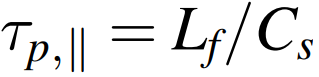 τ_{p,∥} = L_f/C_s